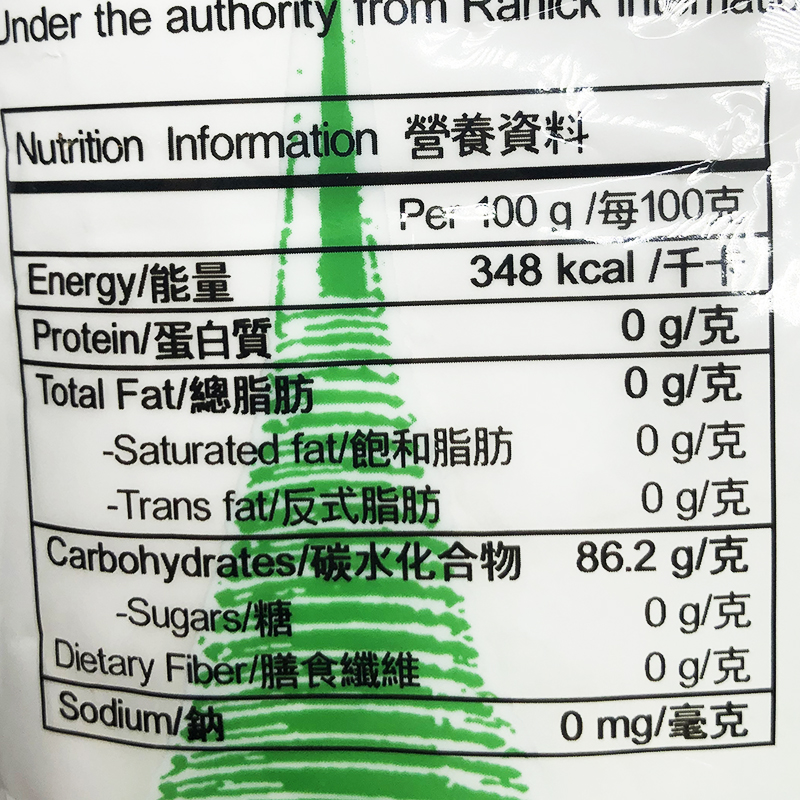 Under the authority from Ranick
Nutrition Information 營養資料
Per 100 g /每100克
Energy/能量 348 kcal /千卡
Protein/蛋白質 0 g/克
Total Fat/總脂肪 0 g/克
-Saturated fat/飽和脂肪 0 g/克
-Trans fat/反式脂肪 0 g/克
Carbohydrates/碳水化合物 86.2 g/克
-Sugars/糖 0 g/克
Dietary Fiber/膳食纖維 0 g/克
Sodium/鈉 0 mg/毫克